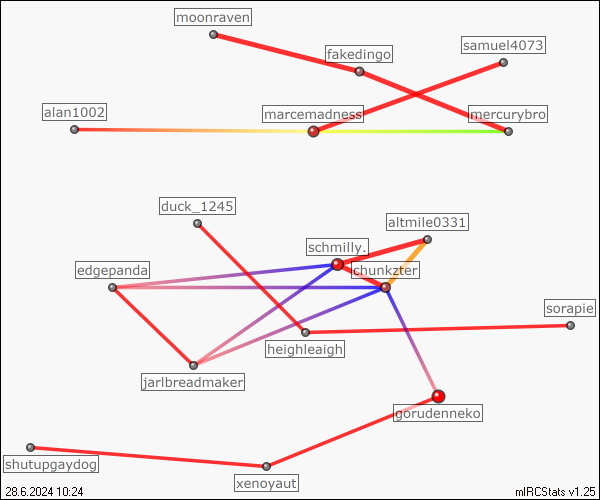 moonraven
fakedingo
samuel4073
alan1002
marcemadness
mercurybro
duck_1245
altmile0331
schmilly.
edgepanda
chunkzter
sorapie
heighleaigh
jarlbreadmaker
gorudenneko
shutupgaydog
xenoyaut
28.6.2024 10:24
mIRCStats v1.25